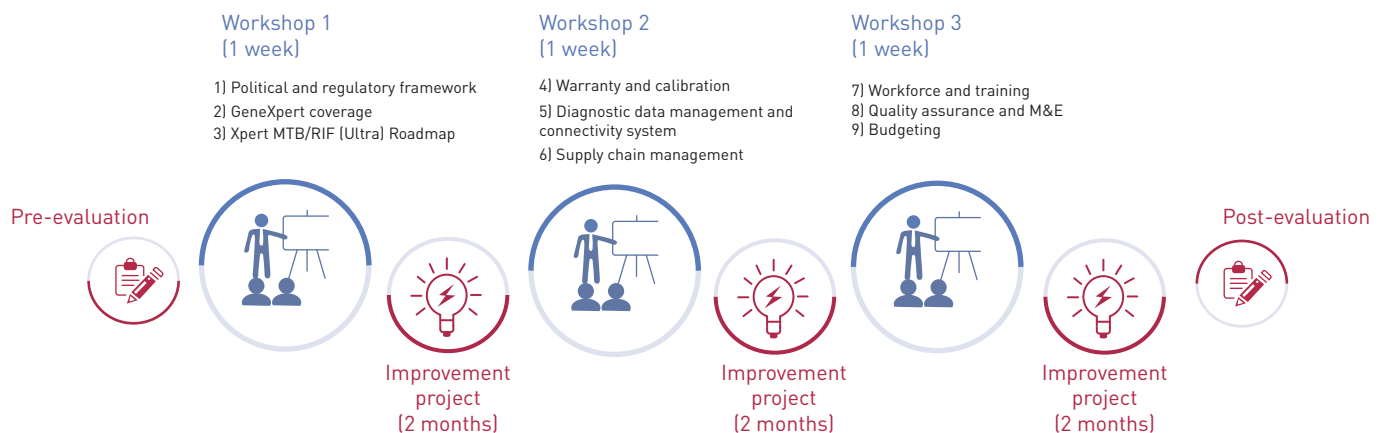 Workshop 1
(1 week)
1) Political and regulatory framework
2) GeneXpert coverage
3) Xpert MTB/RIF (Ultra) Roadmap
Workshop 2
(1 week)
4) Warranty and calibration
5) Diagnostic data management and
connectivity system
6) Supply chain management
Workshop 3
(1 week)
7) Workforce and training
8) Quality assurance and M&E
9) Budgeting
Pre-evaluation
Post-evaluation
Improvement
project
(2 months)
Improvement
project
(2 months)
Improvement
project
(2 months)